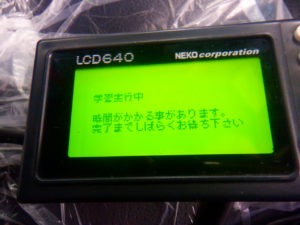 LCD640
NEKO corporation
学習実行中
時間がかかる事があります。
完了までしばらくお待ち下さい